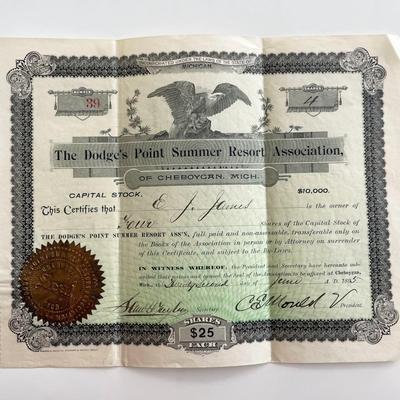 INCORPORATED UNDER THE LAWS OF THE STATE OF
MICHIGAN.
NUMBER
39
SHARES
4
The Dodge's Point Summer Resort Association,
OF CHEBOYGAN, MICH.
CAPITAL STOCK, $10,000.
This Certifies that E. J. James is the owner of
Four Shares of the Capital Stock of
THE DODGE'S POINT SUMMER RESORT ASS'N, full paid and non-assessable, transferable only on
the Books of the Association in person or by Attorney on surrender
of this Certificate, and subject to the By-Laws.
IN WITNESS WHEREOF, the President and Secretary have hereunto
subscribed their names and caused the seal of the Association to be affixed at Cheboygan,
Mich., this Twenty second day of June A. D. 1895
Secretary
President.
SHARES
$25
EACH